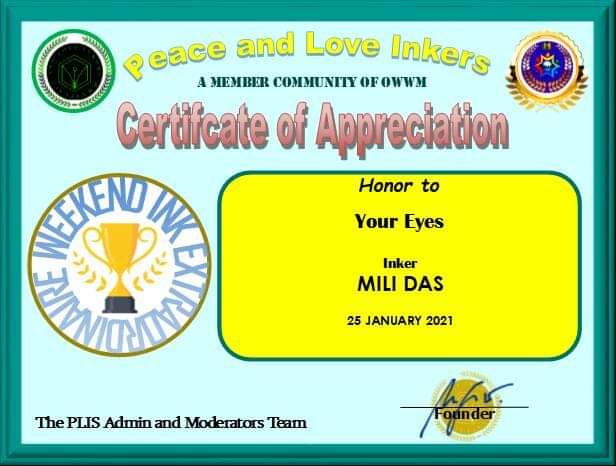 Peace and Love Inkers
A MEMBER COMMUNITY OF OWWM
Certifcate of Appreciation
WEEKEND INK EXTRAORDINAIRE
Honor to
Your Eyes
Inker
MILI DAS
25 JANUARY 2021
Founder
The PLIS Admin and Moderators Team